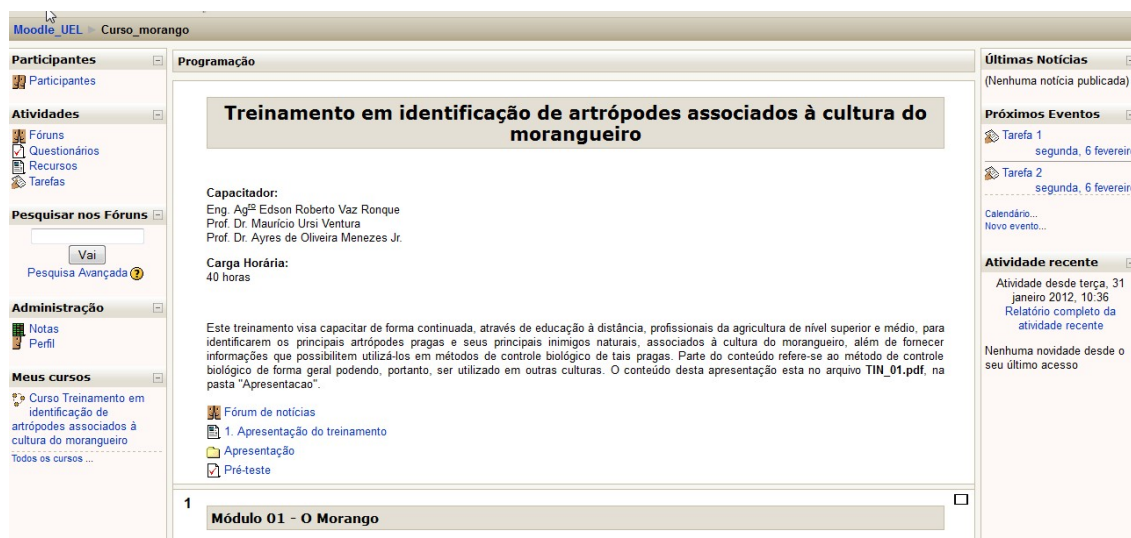 Moodle_UEL ► Curso_morango
Participantes
Participantes
Atividades
Fóruns
Questionários
Recursos
Tarefas
Pesquisar nos Fóruns
Vai
Pesquisa Avançada ?
Administração
Notas
Perfil
Meus cursos
Curso Treinamento em
identificação de
artrópodes associados à
cultura do morangueiro
Todos os cursos ...
Programação
Treinamento em identificação de artrópodes associados à cultura do
morangueiro
Capacitador:
Eng. Agro Edson Roberto Vaz Ronque
Prof. Dr. Maurício Ursi Ventura
Prof. Dr. Ayres de Oliveira Menezes Jr.
Carga Horária:
40 horas
Este treinamento visa capacitar de forma continuada, através de educação à distância, profissionais da agricultura de nível superior e médio, para
identificarem os principais artrópodes pragas e seus principais inimigos naturais, associados à cultura do morangueiro, além de fornecer
informações que possibilitem utilizá-los em métodos de controle biológico de tais pragas. Parte do conteúdo refere-se ao método de controle
biológico de forma geral podendo, portanto, ser utilizado em outras culturas. O conteúdo desta apresentação esta no arquivo TIN_01.pdf, na
pasta "Apresentacao".
Fórum de notícias
1. Apresentação do treinamento
Apresentação
Pré-teste
1
Módulo 01 - O Morango
Últimas Notícias
(Nenhuma notícia publicada)
Próximos Eventos
Tarefa 1
segunda, 6 fevereir
Tarefa 2
segunda, 6 fevereir
Calendário...
Novo evento...
Atividade recente
Atividade desde terça, 31
janeiro 2012, 10:36
Relatório completo da
atividade recente
Nenhuma novidade desde o
seu último acesso